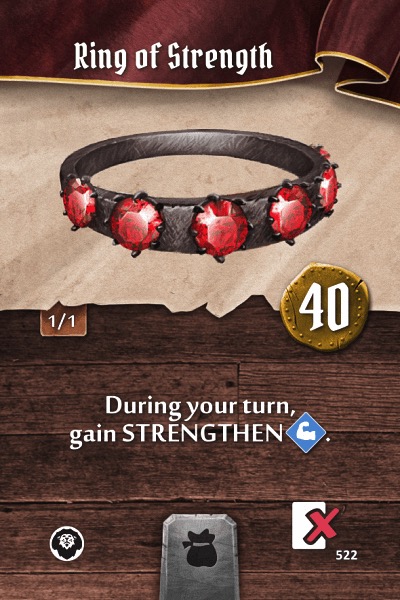 Ring of Strength
1/1
40
During your turn,
gain STRENGTHEN.
522